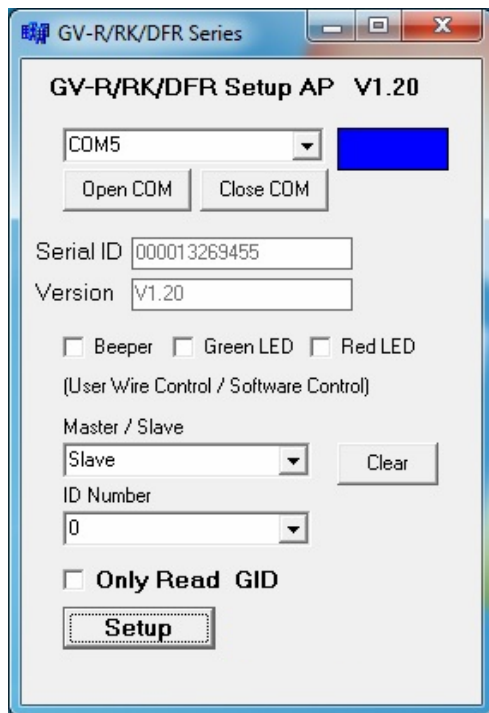 GV-R/RK/DFR Series
GV-R/RK/DFR Setup AP V1.20
COM5
Open COM Close COM
Serial ID 000013269455
Version V1.20
Beeper Green LED Red LED
(User Wire Control / Software Control)
Master / Slave
Slave Clear
ID Number
0
Only Read GID
Setup